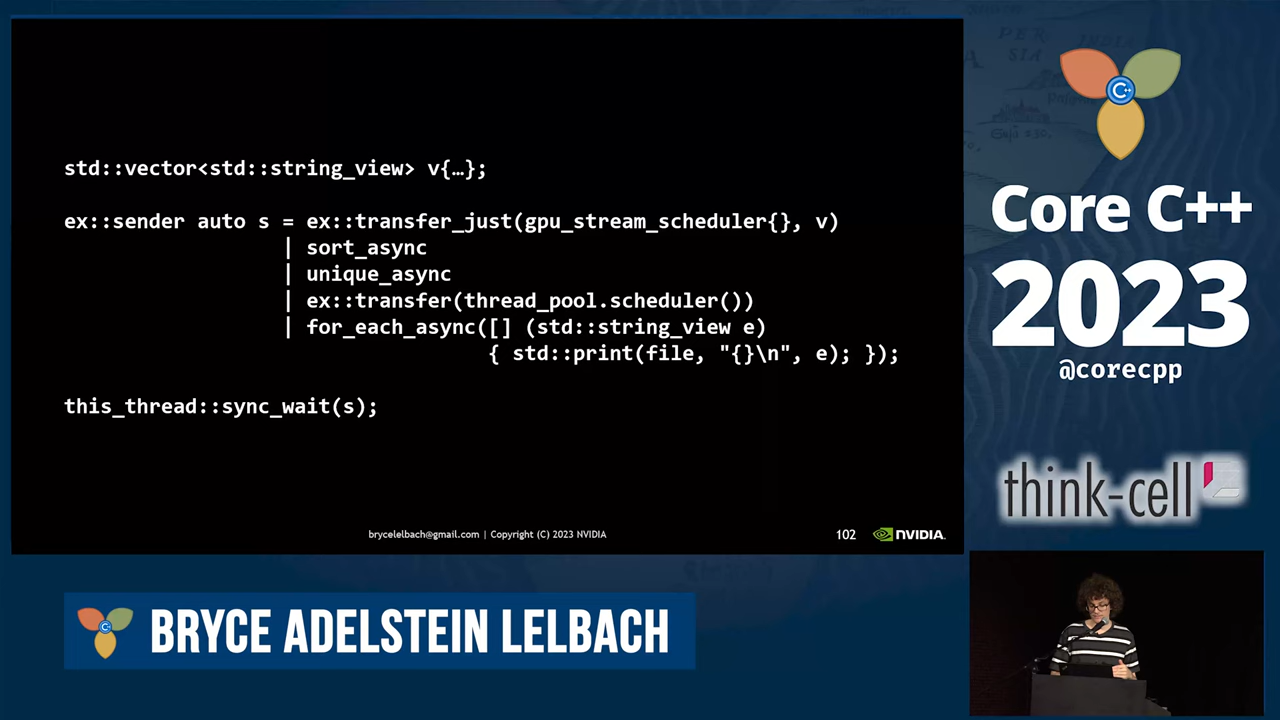 std::vector<std::string_view> v{…};
ex::sender auto s = ex::transfer_just(gpu_stream_scheduler{}, v)
| sort_async
| unique_async
| ex::transfer(thread_pool.scheduler())
| for_each_async([] (std::string_view e)
{ std::print(file, "{}\n", e); });
this_thread::sync_wait(s);
brycelelbach@gmail.com | Copyright (C) 2023 NVIDIA
102
NVIDIA.
C++
Core C++
2023
@corecpp
think-cell
C++
BRYCE ADELSTEIN LELBACH